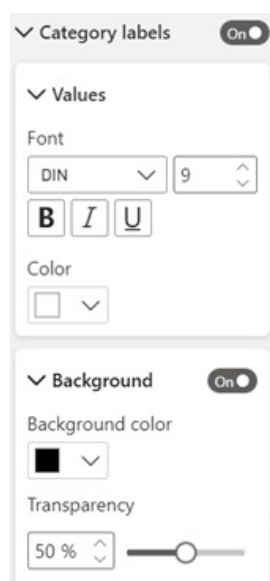 Category labels On
Values
Font
DIN 9
B I U
Color
Background On
Background color
Transparency
50 %